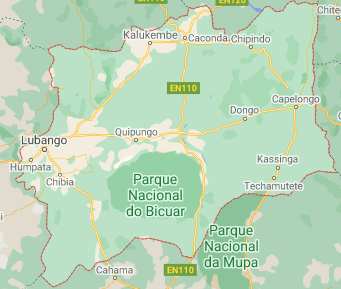 EN110
EN120
Chite
Kalukembe
Caconda
Chipindo
EN110
Dongo
Capelongo
Quipungo
Lubango
Humpata
Chibia
Kassinga
Techamutete
Parque
Nacional
do Bicuar
Parque
Nacional
da Mupa
Cahama
EN110